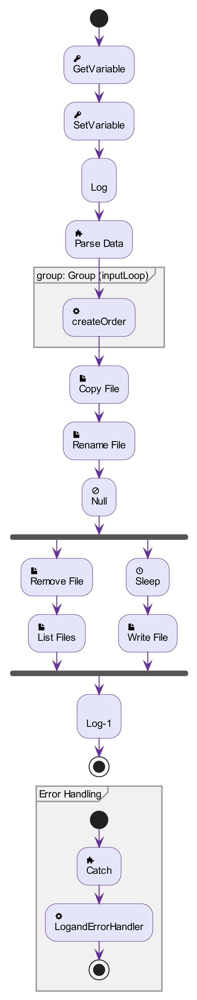 GetVariable
SetVariable
Log
Parse Data
group: Group (inputLoop)
createOrder
Copy File
Rename File
Null
Remove File
Sleep
List Files
Write File
Log-1
Error Handling
Catch
LogandErrorHandler